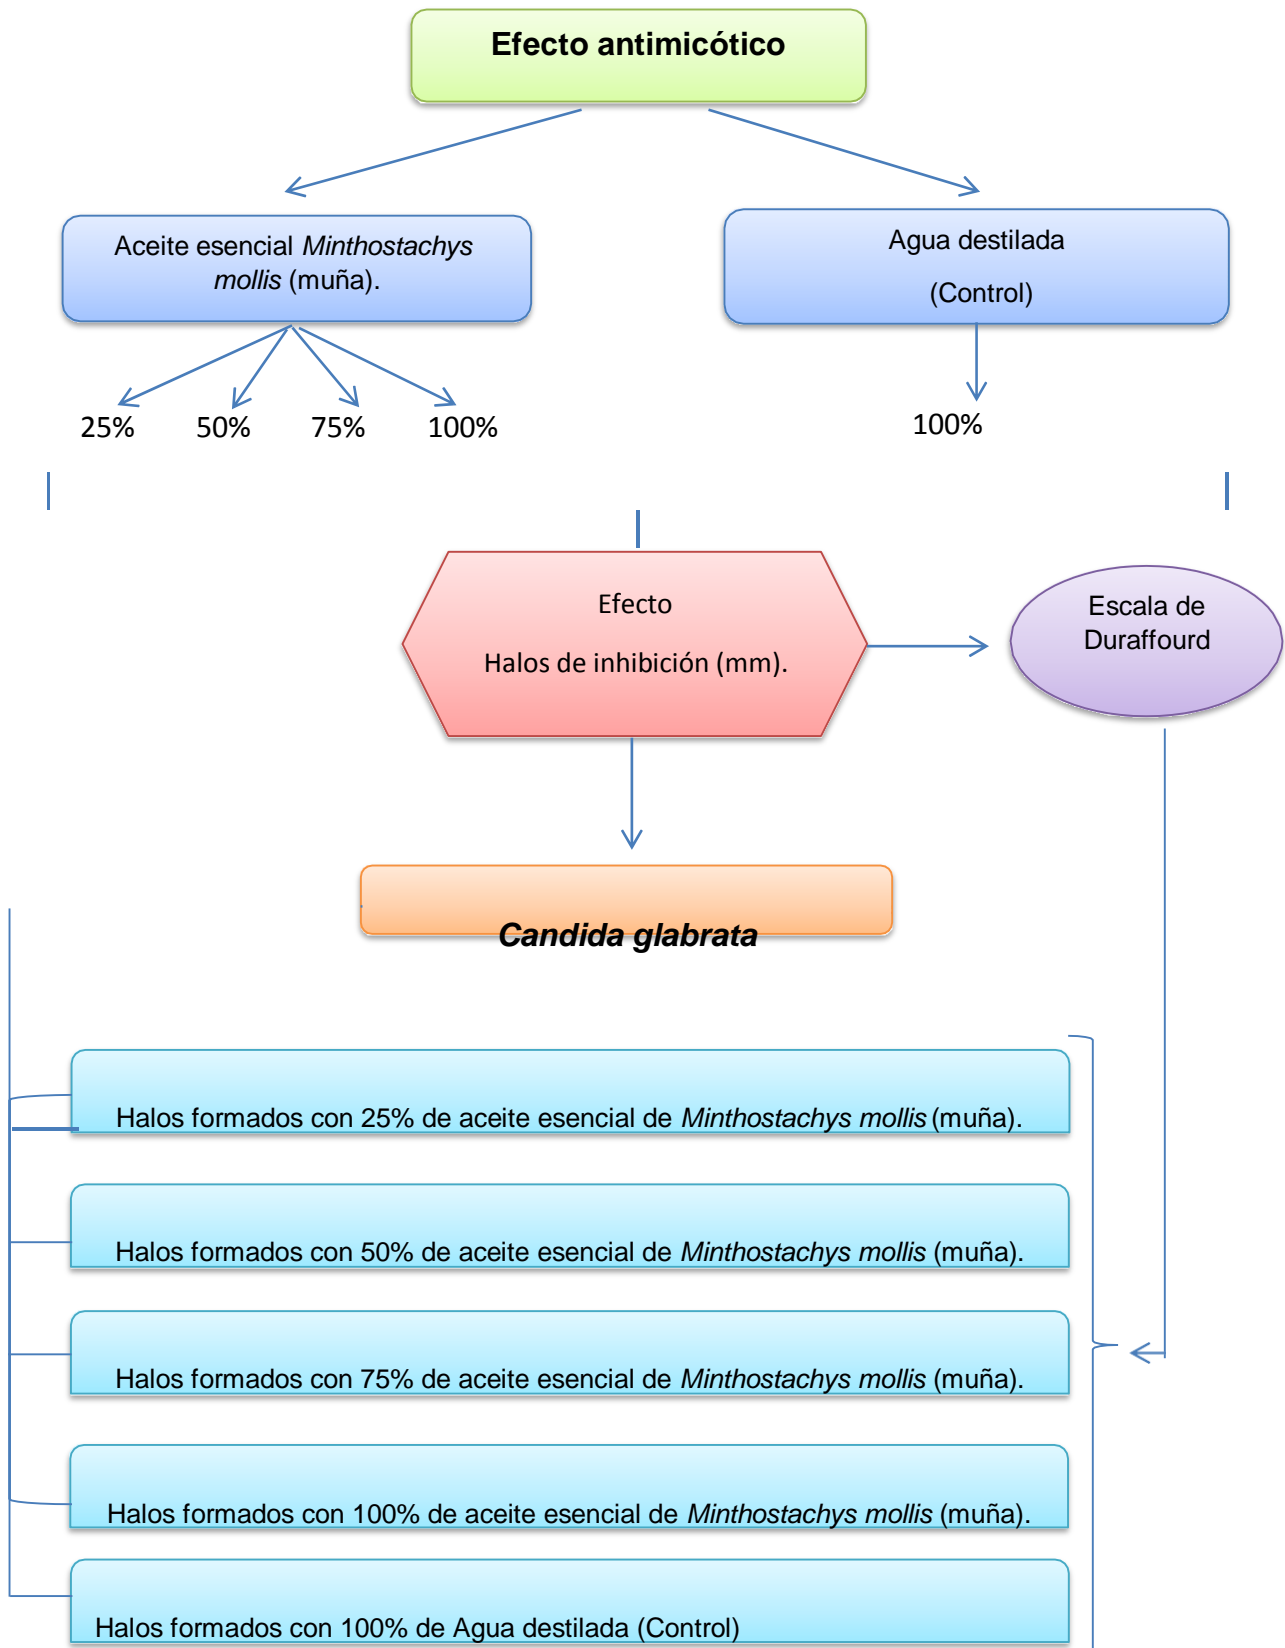 Efecto antimicótico
Aceite esencial Minthostachys
mollis (muña).
Agua destilada
(Control)
25% 50% 75% 100%
100%
Efecto
Halos de inhibición (mm).
Escala de
Duraffourd
Candida glabrata
Halos formados con 25% de aceite esencial de Minthostachys mollis (muña).
Halos formados con 50% de aceite esencial de Minthostachys mollis (muña).
Halos formados con 75% de aceite esencial de Minthostachys mollis (muña).
Halos formados con 100% de aceite esencial de Minthostachys mollis (muña).
Halos formados con 100% de Agua destilada (Control)